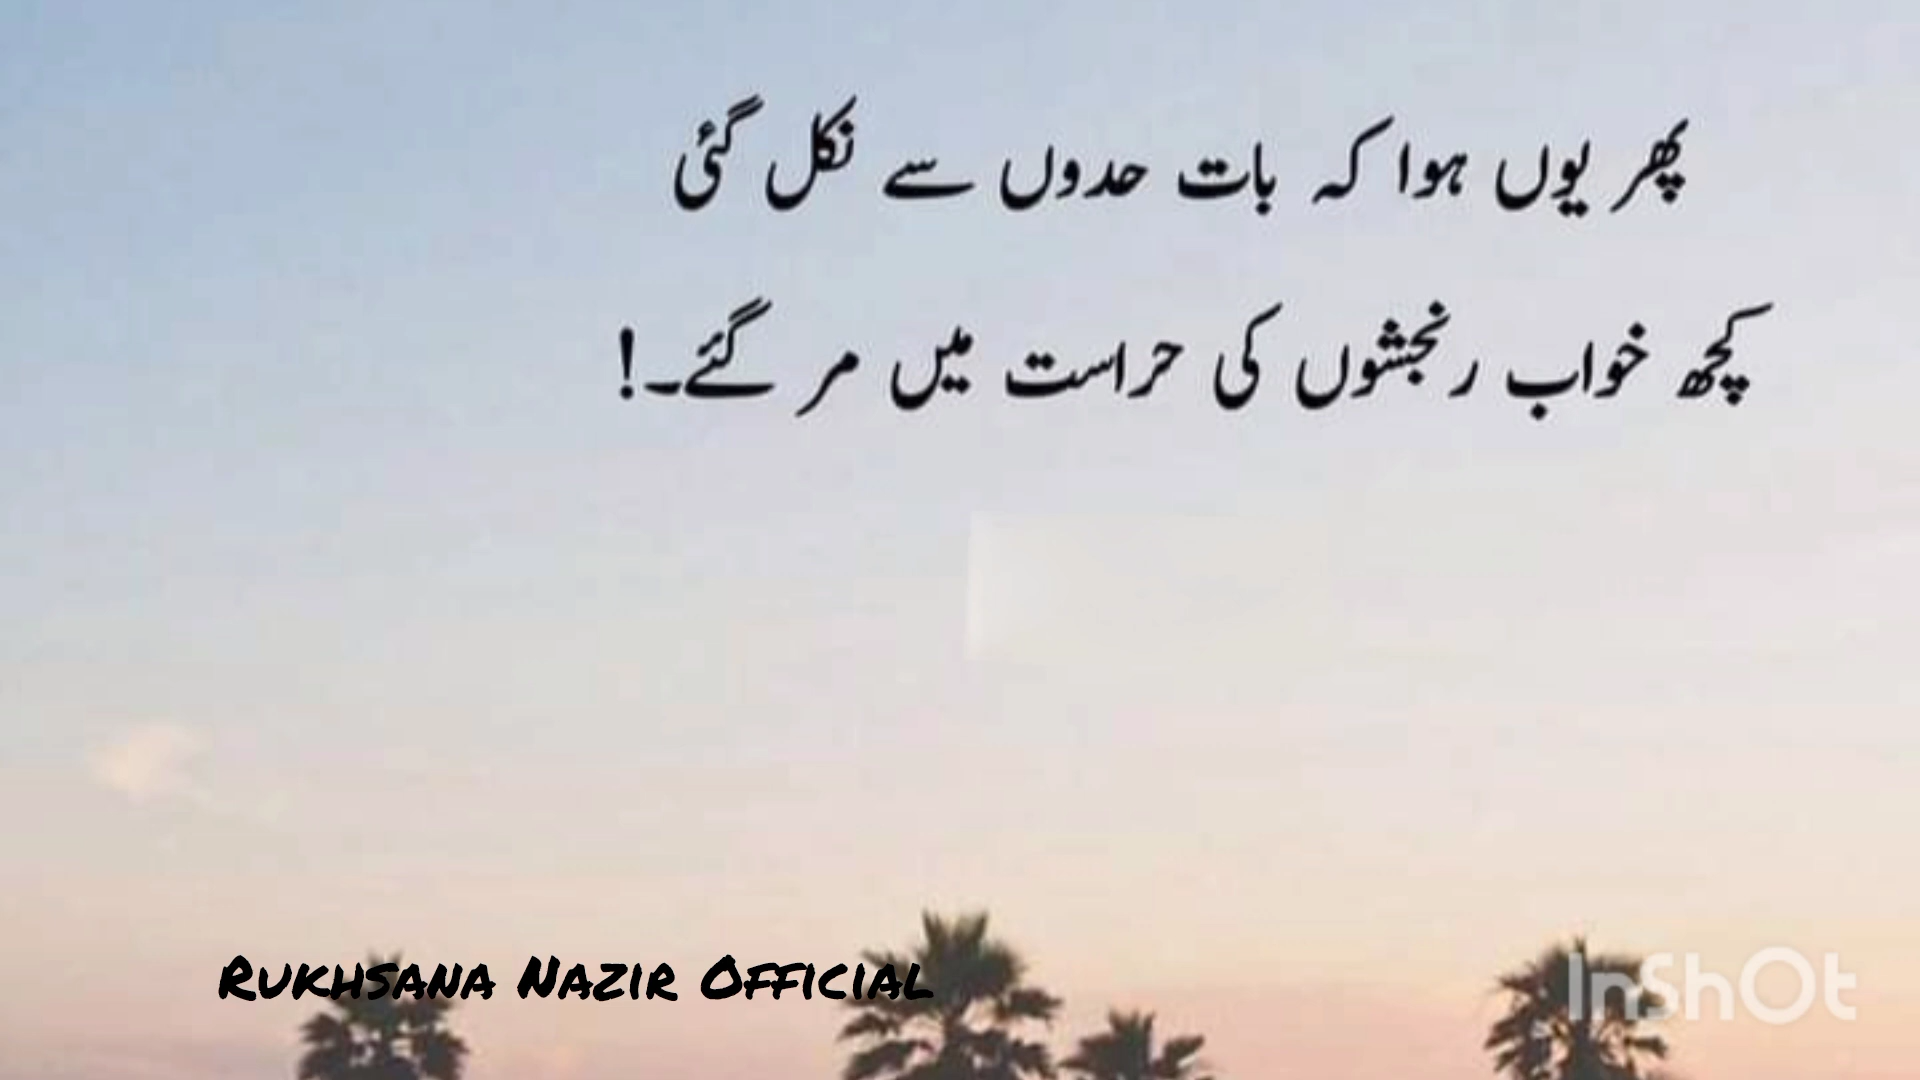 پھر یوں ہوا کہ بات حدوں سے نکل گئی
کچھ خواب رنجشوں کی حراست میں مر گئے۔!
Rukhsana Nazir Official
InShOt